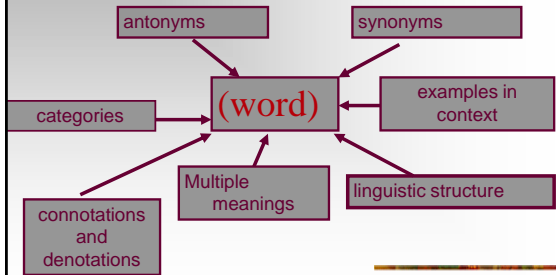 antonyms
synonyms
(word)
examples in
context
categories
Multiple
meanings
linguistic structure
connotations
and
denotations